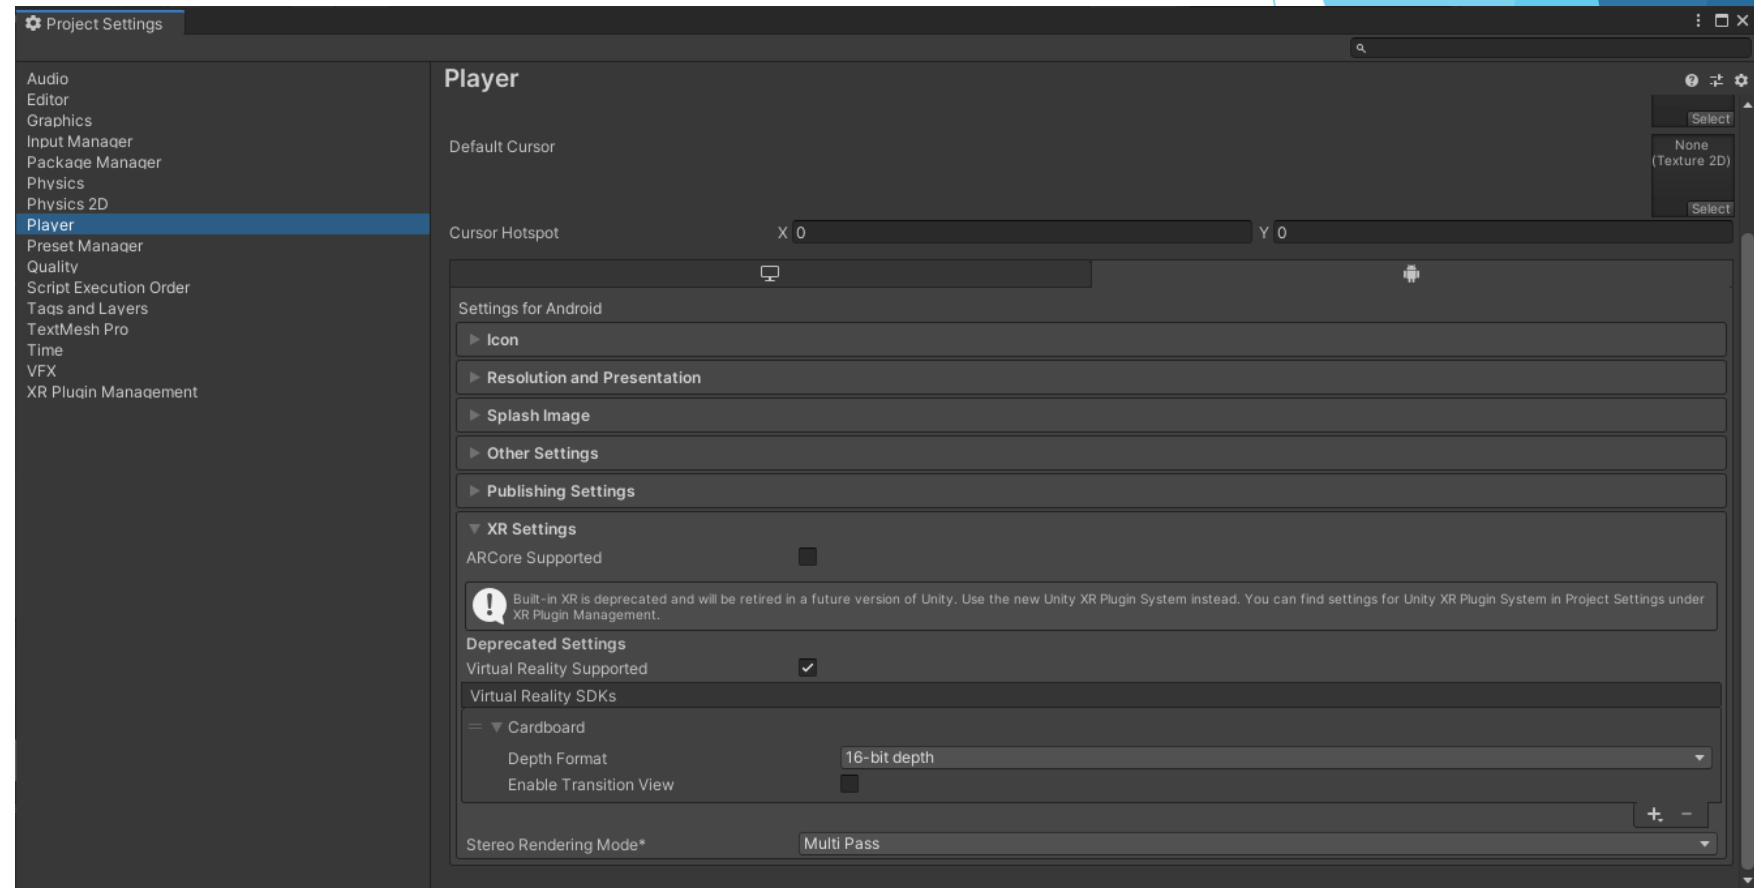 Project Settings
Audio
Editor
Graphics
Input Manager
Package Manager
Physics
Physics 2D
Player
Preset Manager
Quality
Script Execution Order
Tags and Layers
TextMesh Pro
Time
VFX
XR Plugin Management
Player
Select
Default Cursor
None
(Texture 2D)
Select
Cursor Hotspot X 0 Y 0
Settings for Android
Icon
Resolution and Presentation
Splash Image
Other Settings
Publishing Settings
XR Settings
ARCore Supported
Built-in XR is deprecated and will be retired in a future version of Unity. Use the new Unity XR Plugin System instead. You can find settings for Unity XR Plugin System in Project Settings under
XR Plugin Management.
Deprecated Settings
Virtual Reality Supported
Virtual Reality SDKs
Cardboard
Depth Format 16-bit depth
Enable Transition View
Stereo Rendering Mode* Multi Pass